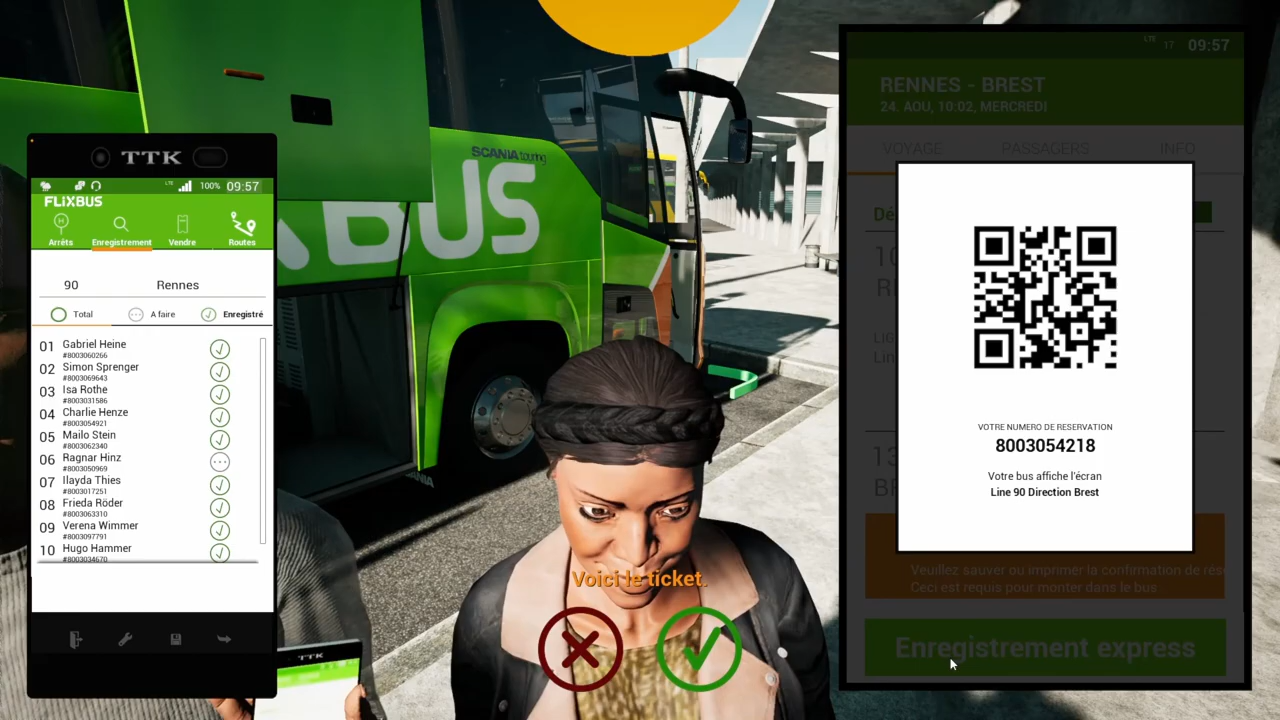 TTK
LTE 100% 09:57
FLiXBUS
Arrêts Enregistrement Vendre Routes
90 Rennes
Total A faire Enregistré
01 Gabriel Heine
#8003060266
02 Simon Sprenger
#8003069643
03 Isa Rothe
#8003031586
04 Charlie Henze
#8003054921
05 Mailo Stein
#8003062340
06 Ragnar Hinz
#8003050969
07 Ilayda Thies
#8003017251
08 Frieda Röder
#8003063310
09 Verena Wimmer
#8003097791
10 Hugo Hammer
#8003034670
TTK
SCANIA touring
BUS
SCANIA
Voici le ticket.
LTE 17 09:57
RENNES - BREST
24. AOU, 10:02, MERCREDI
VOYAGE PASSAGERS INFO
VOTRE NUMERO DE RESERVATION
8003054218
Votre bus affiche l'écran
Line 90 Direction Brest
Veuillez sauver ou imprimer la confirmation de
Ceci est requis pour monter dans le bus
Enregistrement express